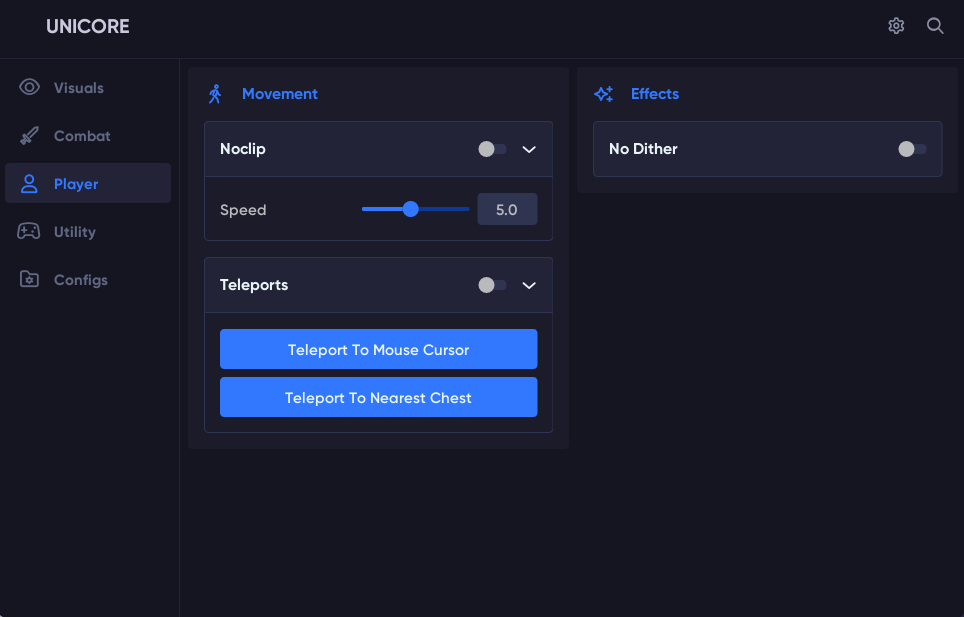 UNICORE
Visuals
Combat
Player
Utility
Configs
Movement
Noclip
Speed 5.0
Teleports
Teleport To Mouse Cursor
Teleport To Nearest Chest
Effects
No Dither